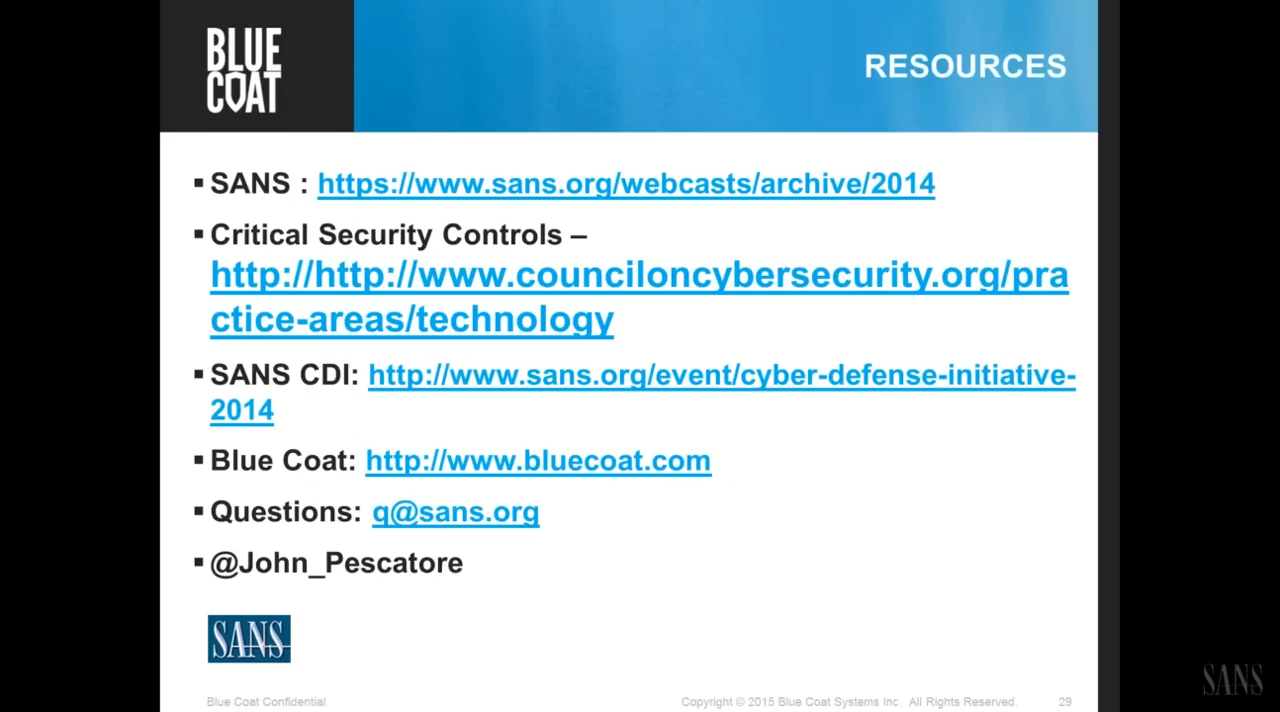 BLUE
COAT
RESOURCES
▪ SANS : https://www.sans.org/webcasts/archive/2014
▪ Critical Security Controls –
http://http://www.counciloncybersecurity.org/pra
ctice-areas/technology
▪ SANS CDI: http://www.sans.org/event/cyber-defense-initiative-
2014
▪ Blue Coat: http://www.bluecoat.com
▪ Questions: q@sans.org
▪ @John_Pescatore
SANS
Blue Coat Confidential
Copyright © 2015 Blue Coat Systems Inc. All Rights Reserved.
29
SANS